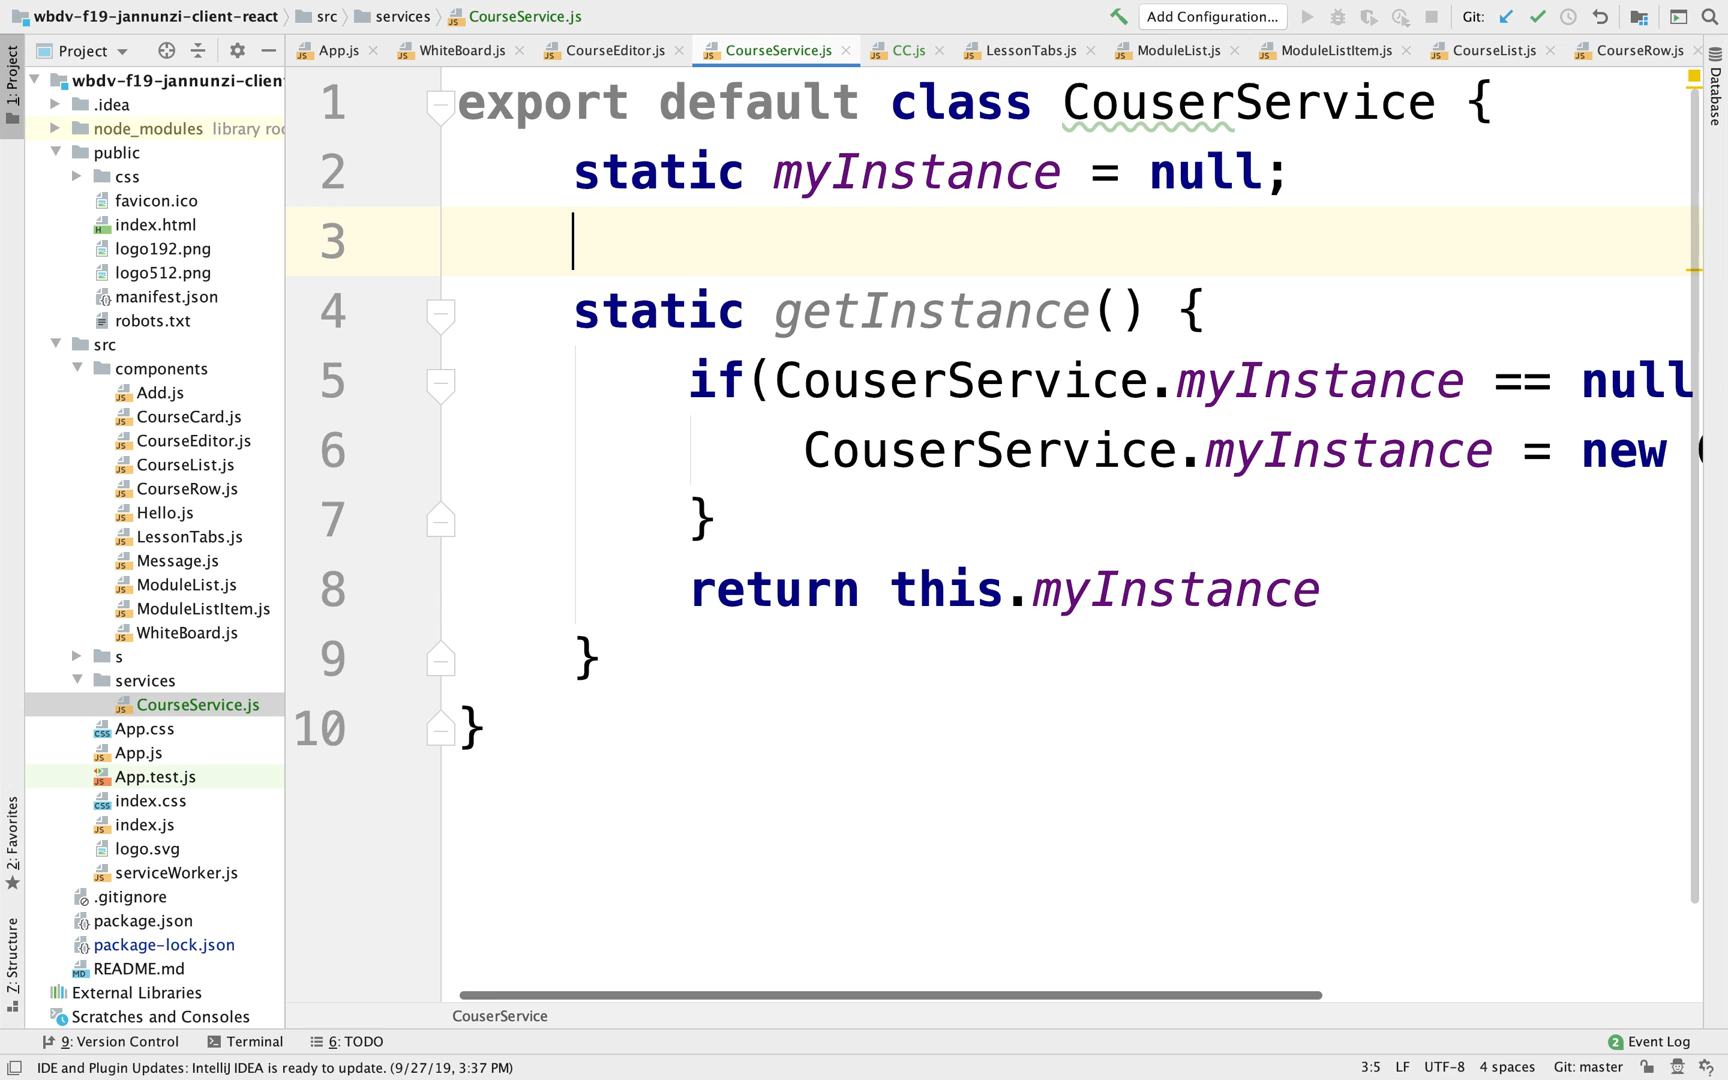 wbdv-f19-jannunzi-client-react src services CourseService.js Add Configuration... Git:
1: Project
Project
App.js WhiteBoard.js CourseEditor.js CourseService.js CC.js LessonTabs.js ModuleList.js ModuleListItem.js CourseList.js CourseRow.js
Database
wbdv-f19-jannunzi-client
.idea
node_modules library roo
public
css
favicon.ico
index.html
logo192.png
logo512.png
manifest.json
robots.txt
src
components
Add.js
CourseCard.js
CourseEditor.js
CourseList.js
CourseRow.js
Hello.js
LessonTabs.js
Message.js
ModuleList.js
ModuleListItem.js
WhiteBoard.js
s
services
CourseService.js
App.css
App.js
App.test.js
index.css
index.js
logo.svg
serviceWorker.js
.gitignore
package.json
package-lock.json
README.md
External Libraries
Scratches and Consoles
2: Favorites
7: Structure
1 export default class CouserService {
2 static myInstance = null;
3
4 static getInstance() {
5 if(CouserService.myInstance == null
6 CouserService.myInstance = new
7 }
8 return this.myInstance
9 }
10 }
CouserService
9: Version Control Terminal 6: TODO 2 Event Log
IDE and Plugin Updates: IntelliJ IDEA is ready to update. (9/27/19, 3:37 PM) 3:5 LF UTF-8 4 spaces Git: master